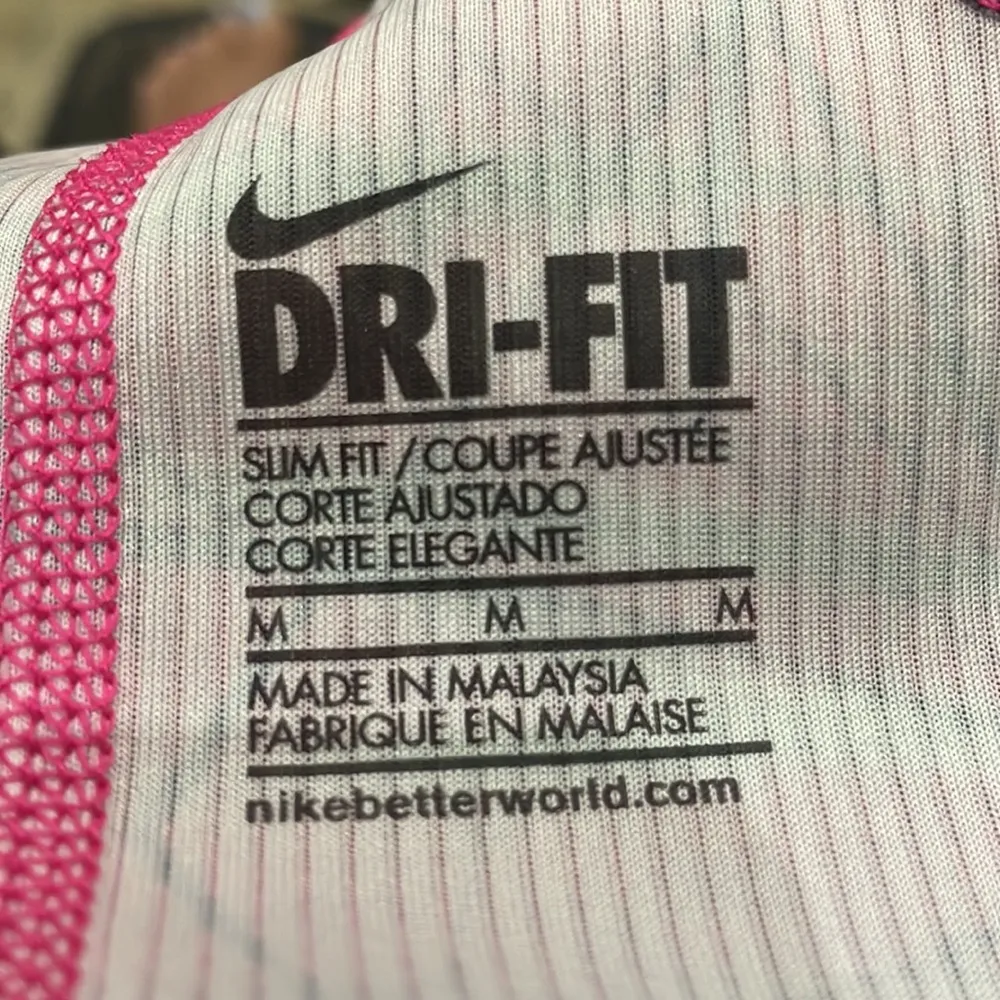 DRI-FIT
SLIM FIT / COUPE AJUSTÉE
CORTE AJUSTADO
CORTE ELEGANTE
M M M
MADE IN MALAYSIA
FABRIQUE EN MALAISE
nikebetterworld.com